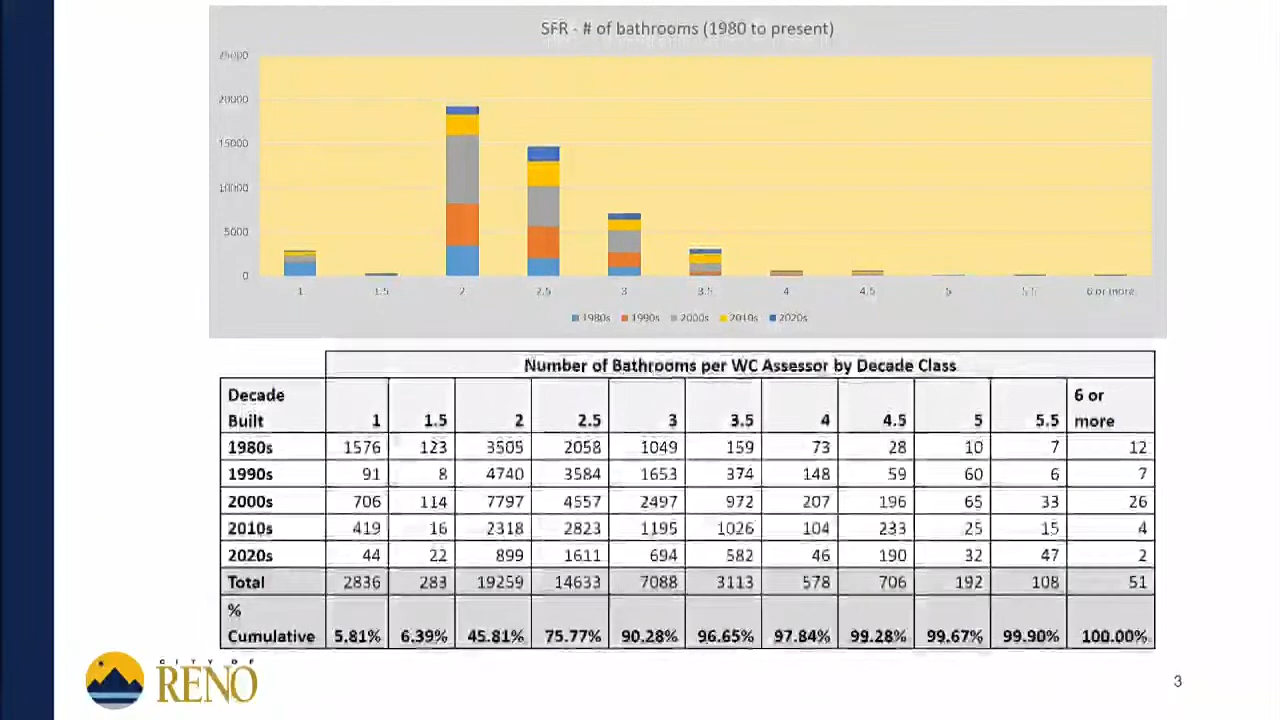 SFR - # of bathrooms (1980 to present)
25000
20000
15000
10000
5000
0
1 1.5 2 2.5 3 3.5 4 4.5 5 5.5 6 or more
1980s 1990s 2000s 2010s 2020s
Number of Bathrooms per WC Assessor by Decade Class
Decade Built 1 1.5 2 2.5 3 3.5 4 4.5 5 5.5 6 or more
1980s 1576 123 3505 2058 1049 159 73 28 10 7 12
1990s 91 8 4740 3584 1653 374 148 59 60 6 7
2000s 706 114 7797 4557 2497 972 207 196 65 33 26
2010s 419 16 2318 2823 1195 1026 104 233 25 15 4
2020s 44 22 899 1611 694 582 46 190 32 47 2
Total 2836 283 19259 14633 7088 3113 578 706 192 108 51
% Cumulative 5.81% 6.39% 45.81% 75.77% 90.28% 96.65% 97.84% 99.28% 99.67% 99.90% 100.00%
CITY OF
RENO
3